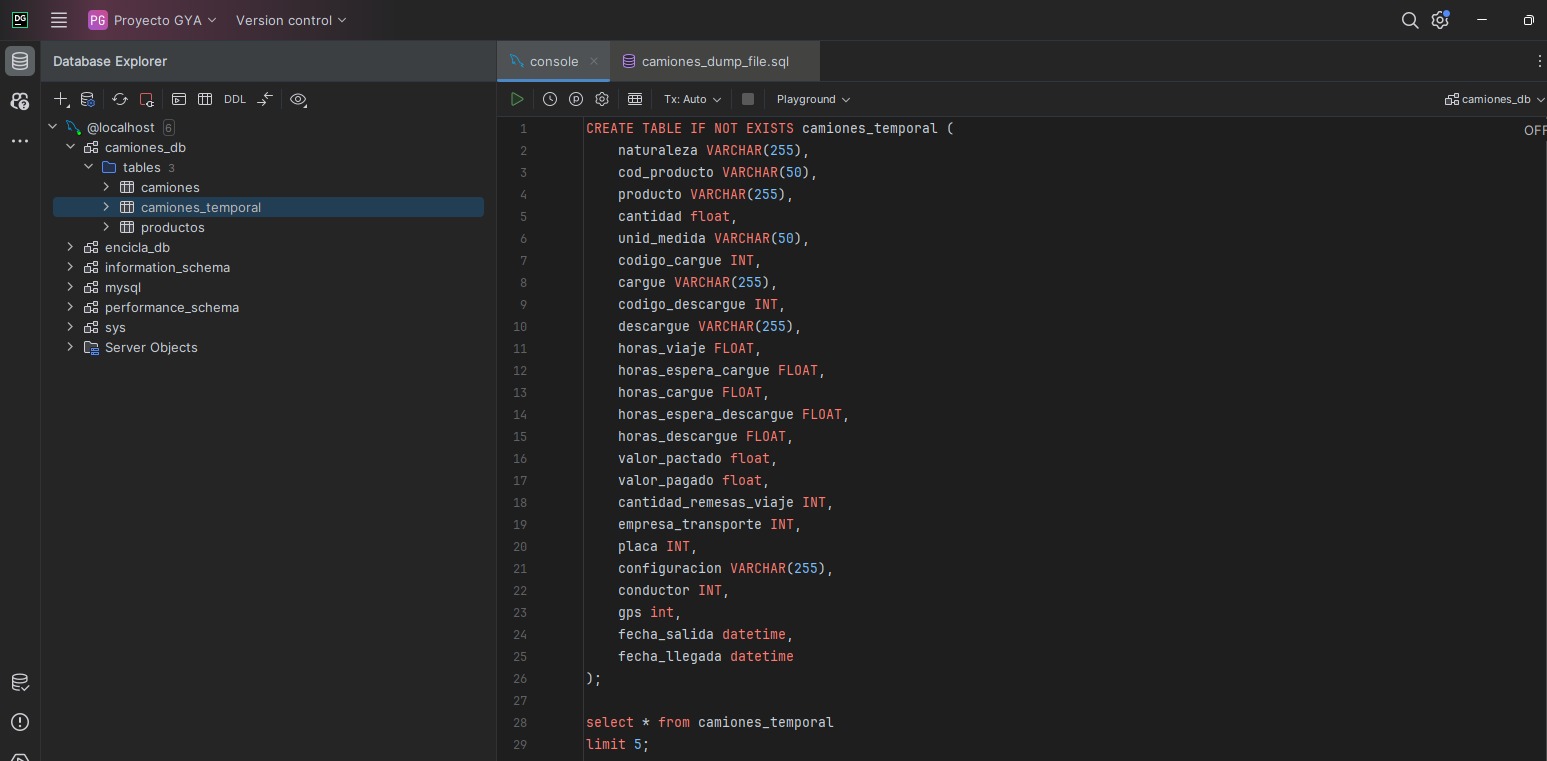 DG
PG Proyecto GYA Version control
Database Explorer
console camiones_dump_file.sql
DDL
Tx: Auto Playground camiones_db
@localhost 6
camiones_db
tables 3
camiones
camiones_temporal
productos
encicla_db
information_schema
mysql
performance_schema
sys
Server Objects
OFF
1 CREATE TABLE IF NOT EXISTS camiones_temporal (
2 naturaleza VARCHAR(255),
3 cod_producto VARCHAR(50),
4 producto VARCHAR(255),
5 cantidad float,
6 unid_medida VARCHAR(50),
7 codigo_cargue INT,
8 cargue VARCHAR(255),
9 codigo_descargue INT,
10 descargue VARCHAR(255),
11 horas_viaje FLOAT,
12 horas_espera_cargue FLOAT,
13 horas_cargue FLOAT,
14 horas_espera_descargue FLOAT,
15 horas_descargue FLOAT,
16 valor_pactado float,
17 valor_pagado float,
18 cantidad_remesas_viaje INT,
19 empresa_transporte INT,
20 placa INT,
21 configuracion VARCHAR(255),
22 conductor INT,
23 gps int,
24 fecha_salida datetime,
25 fecha_llegada datetime
26 );
27
28 select * from camiones_temporal
29 limit 5;